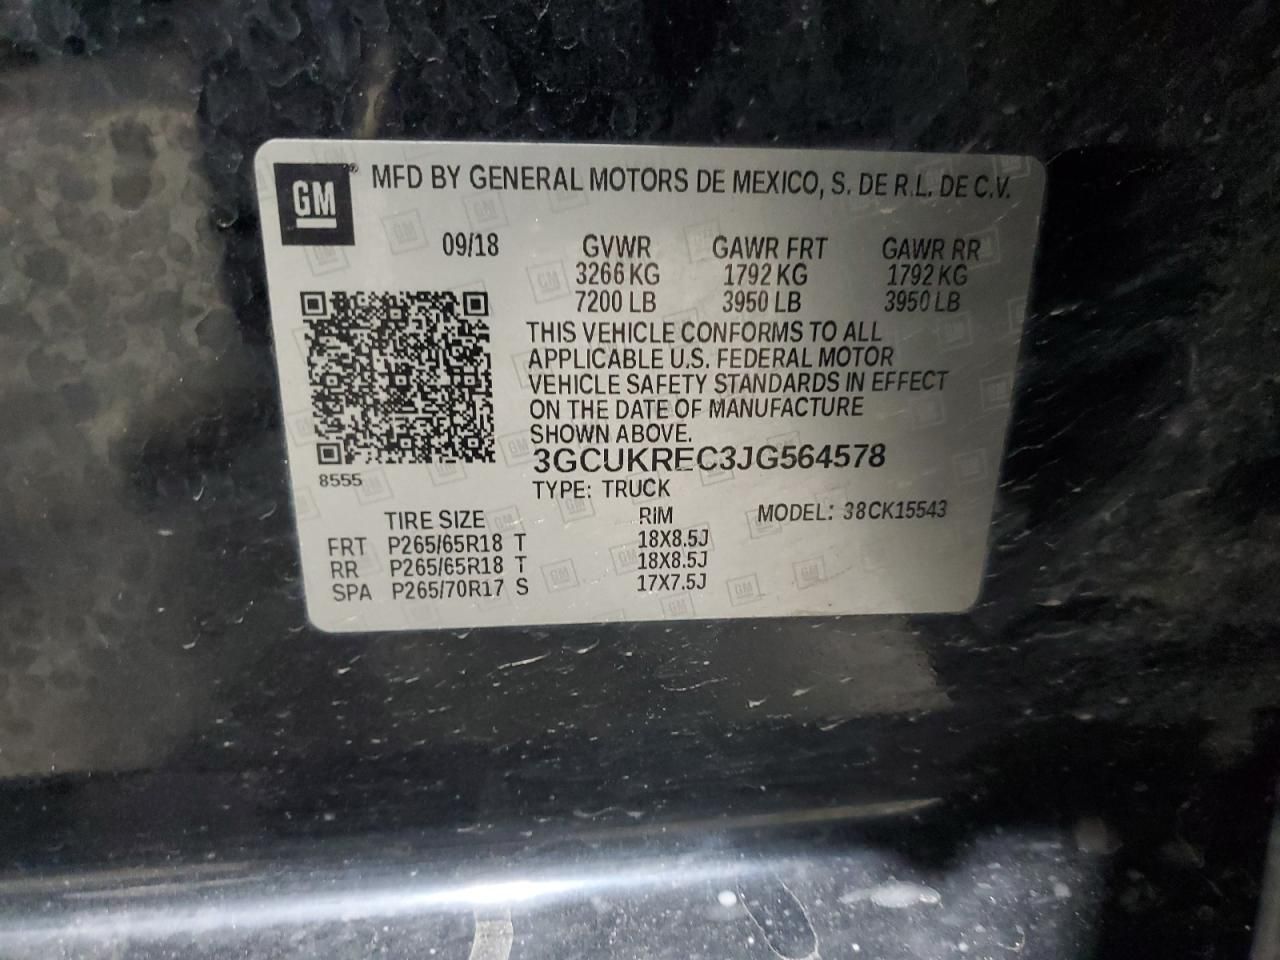 GM® MFD BY GENERAL MOTORS DE MEXICO, S. DE R.L. DE C.V.
09/18 GVWR GAWR FRT GAWR RR
3266 KG 1792 KG 1792 KG
7200 LB 3950 LB 3950 LB
THIS VEHICLE CONFORMS TO ALL
APPLICABLE U.S. FEDERAL MOTOR
VEHICLE SAFETY STANDARDS IN EFFECT
ON THE DATE OF MANUFACTURE
SHOWN ABOVE.
8555
3GCUKREC3JG564578
TYPE: TRUCK
TIRE SIZE RIM MODEL: 38CK15543
FRT P265/65R18 T 18X8.5J
RR P265/65R18 T 18X8.5J
SPA P265/70R17 S 17X7.5J